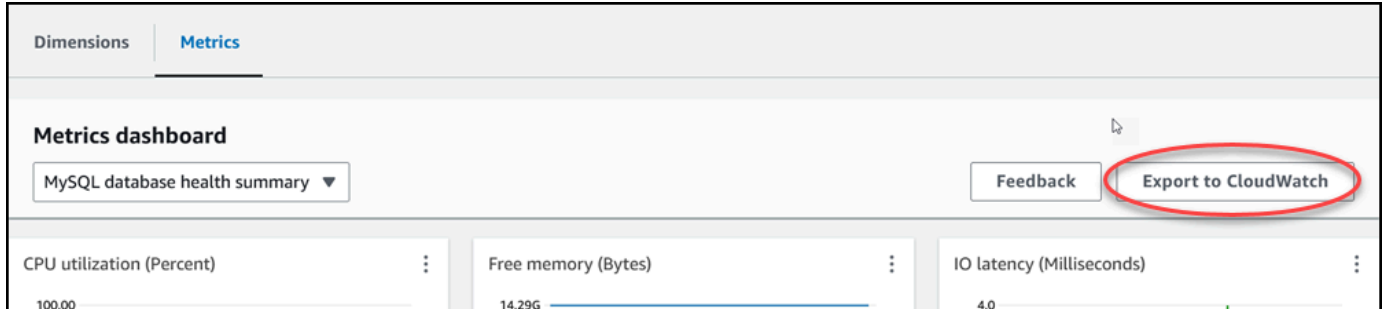 Dimensions Metrics
Metrics dashboard
MySQL database health summary
Feedback Export to CloudWatch
CPU utilization (Percent) Free memory (Bytes) IO latency (Milliseconds)
100.00 14.29G 4.0